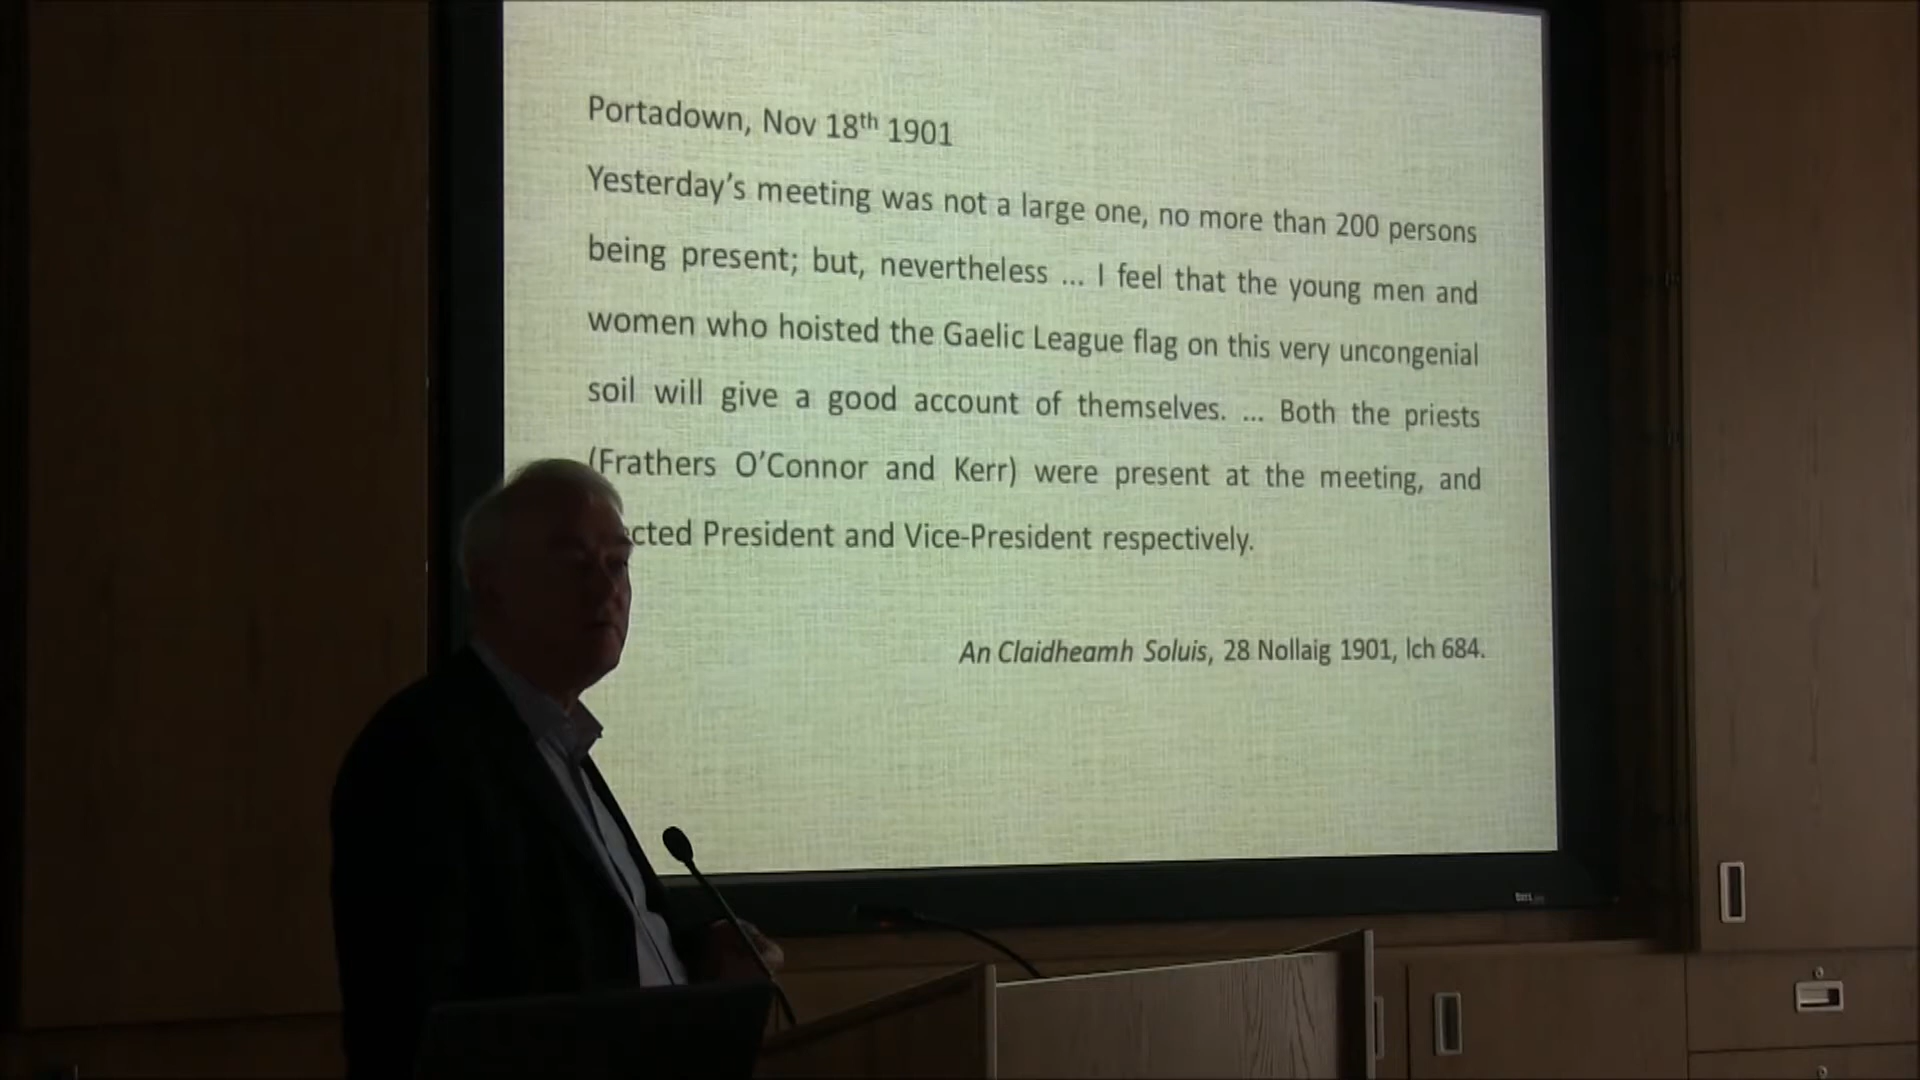 Portadown, Nov 18th 1901
Yesterday's meeting was not a large one, no more than 200 persons
being present; but, nevertheless ... I feel that the young men and
women who hoisted the Gaelic League flag on this very uncongenial
soil will give a good account of themselves. ... Both the priests
(Frathers O'Connor and Kerr) were present at the meeting, and
President and Vice-President respectively.
An Claidheamh Soluis, 28 Nollaig 1901, lch 684.